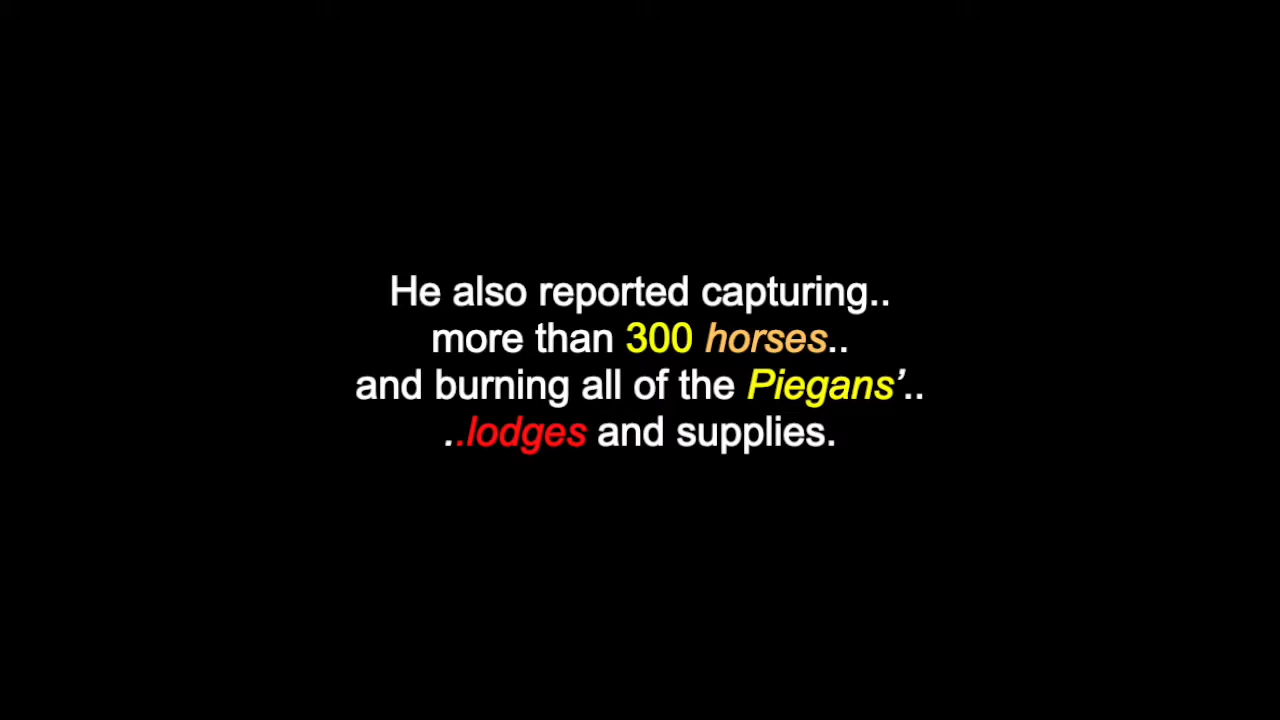 He also reported capturing..
more than 300 horses..
and burning all of the Piegans’..
..lodges and supplies.